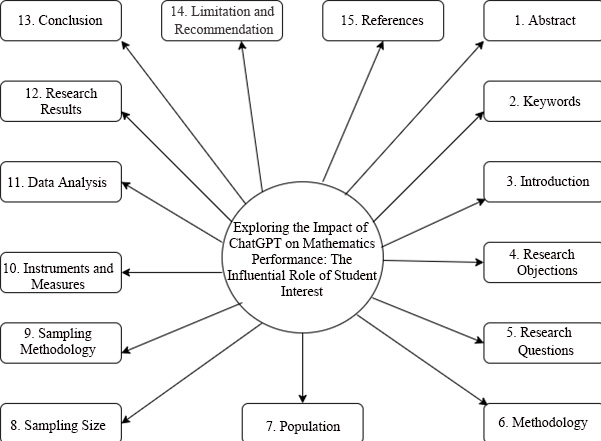 13. Conclusion
14. Limitation and
Recommendation
15. References
1. Abstract
12. Research
Results
2. Keywords
11. Data Analysis
3. Introduction
Exploring the Impact of
ChatGPT on Mathematics
Performance: The
Influential Role of Student
Interest
10. Instruments and
Measures
4. Research
Objections
9. Sampling
Methodology
5. Research
Questions
8. Sampling Size
7. Population
6. Methodology